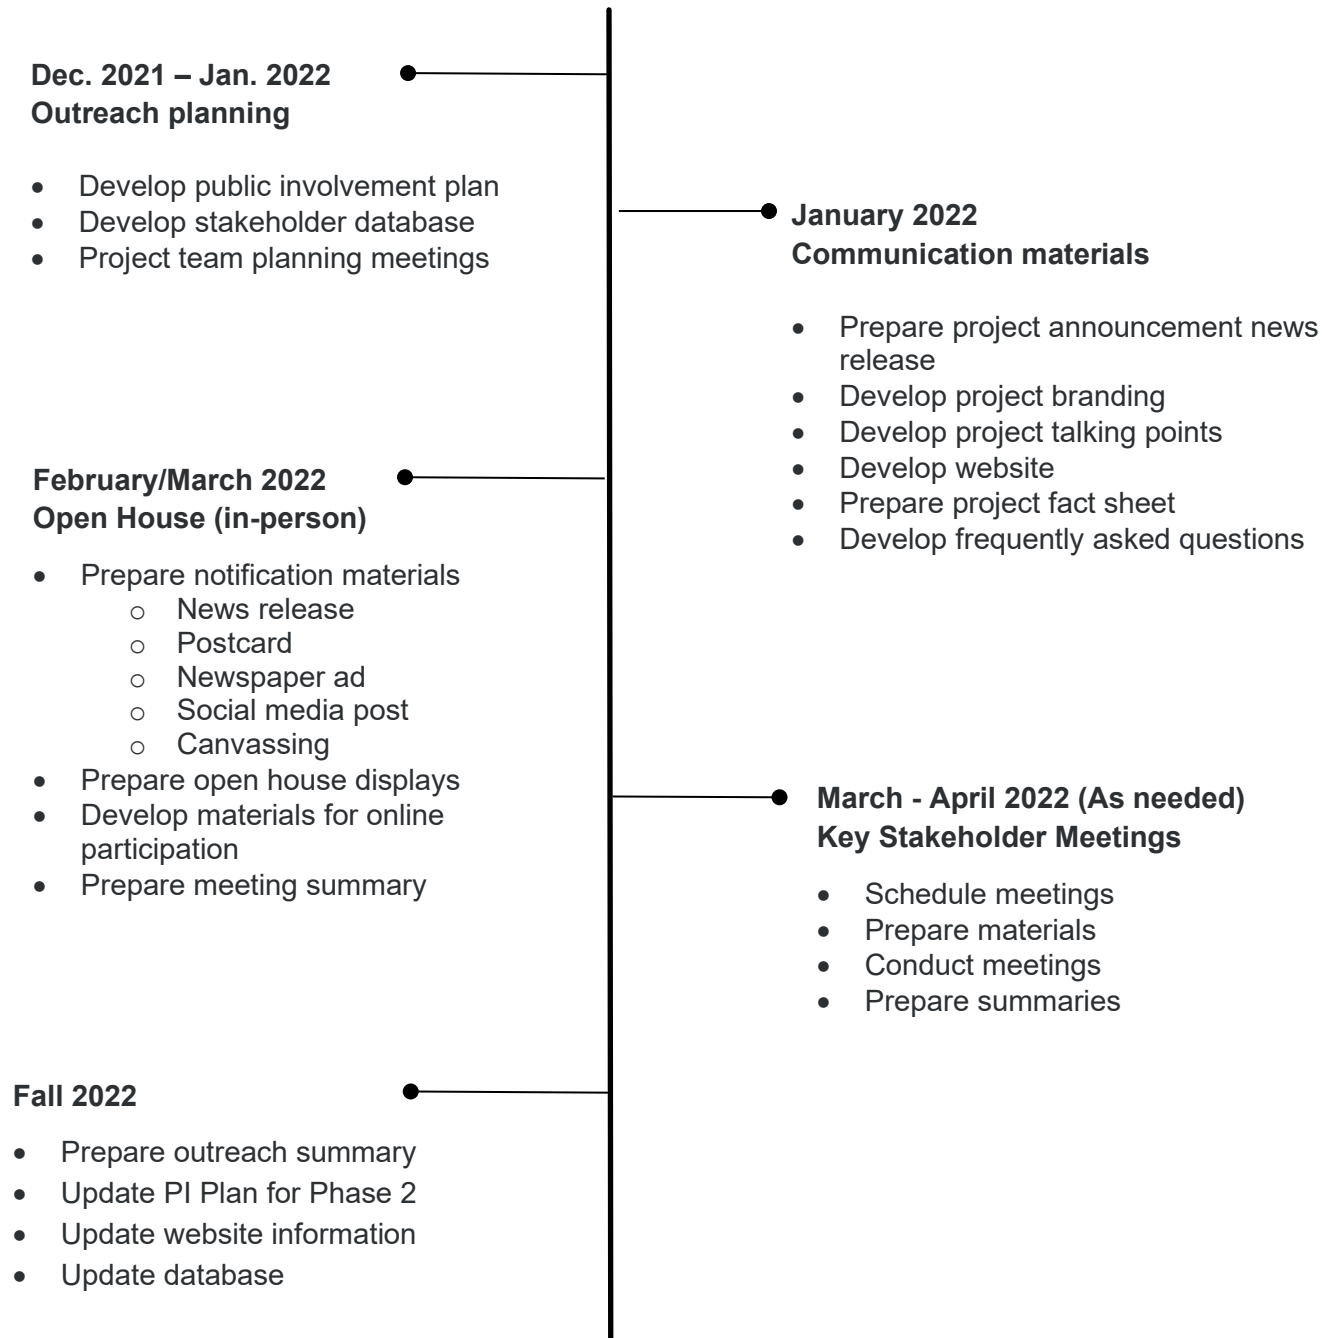 Dec. 2021 – Jan. 2022
Outreach planning
• Develop public involvement plan
• Develop stakeholder database
• Project team planning meetings
January 2022
Communication materials
• Prepare project announcement news
release
• Develop project branding
• Develop project talking points
• Develop website
• Prepare project fact sheet
• Develop frequently asked questions
February/March 2022
Open House (in-person)
• Prepare notification materials
o News release
o Postcard
o Newspaper ad
o Social media post
o Canvassing
• Prepare open house displays
• Develop materials for online
participation
• Prepare meeting summary
March - April 2022 (As needed)
Key Stakeholder Meetings
• Schedule meetings
• Prepare materials
• Conduct meetings
• Prepare summaries
Fall 2022
• Prepare outreach summary
• Update PI Plan for Phase 2
• Update website information
• Update database